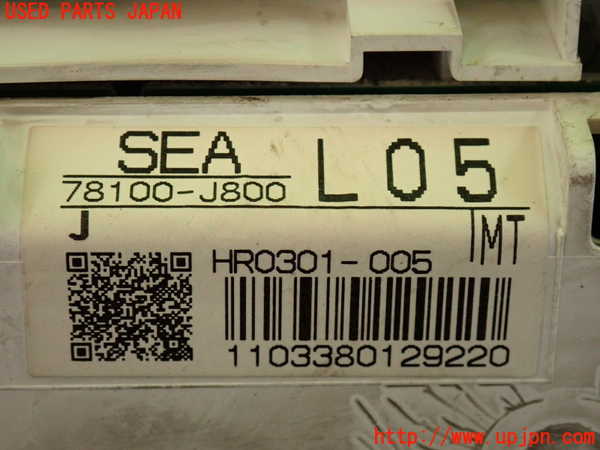 USED PARTS JAPAN
SEA
78100-J800
L05
J
MT
HR0301-005
1103380129220
http://www.upjpn.com/